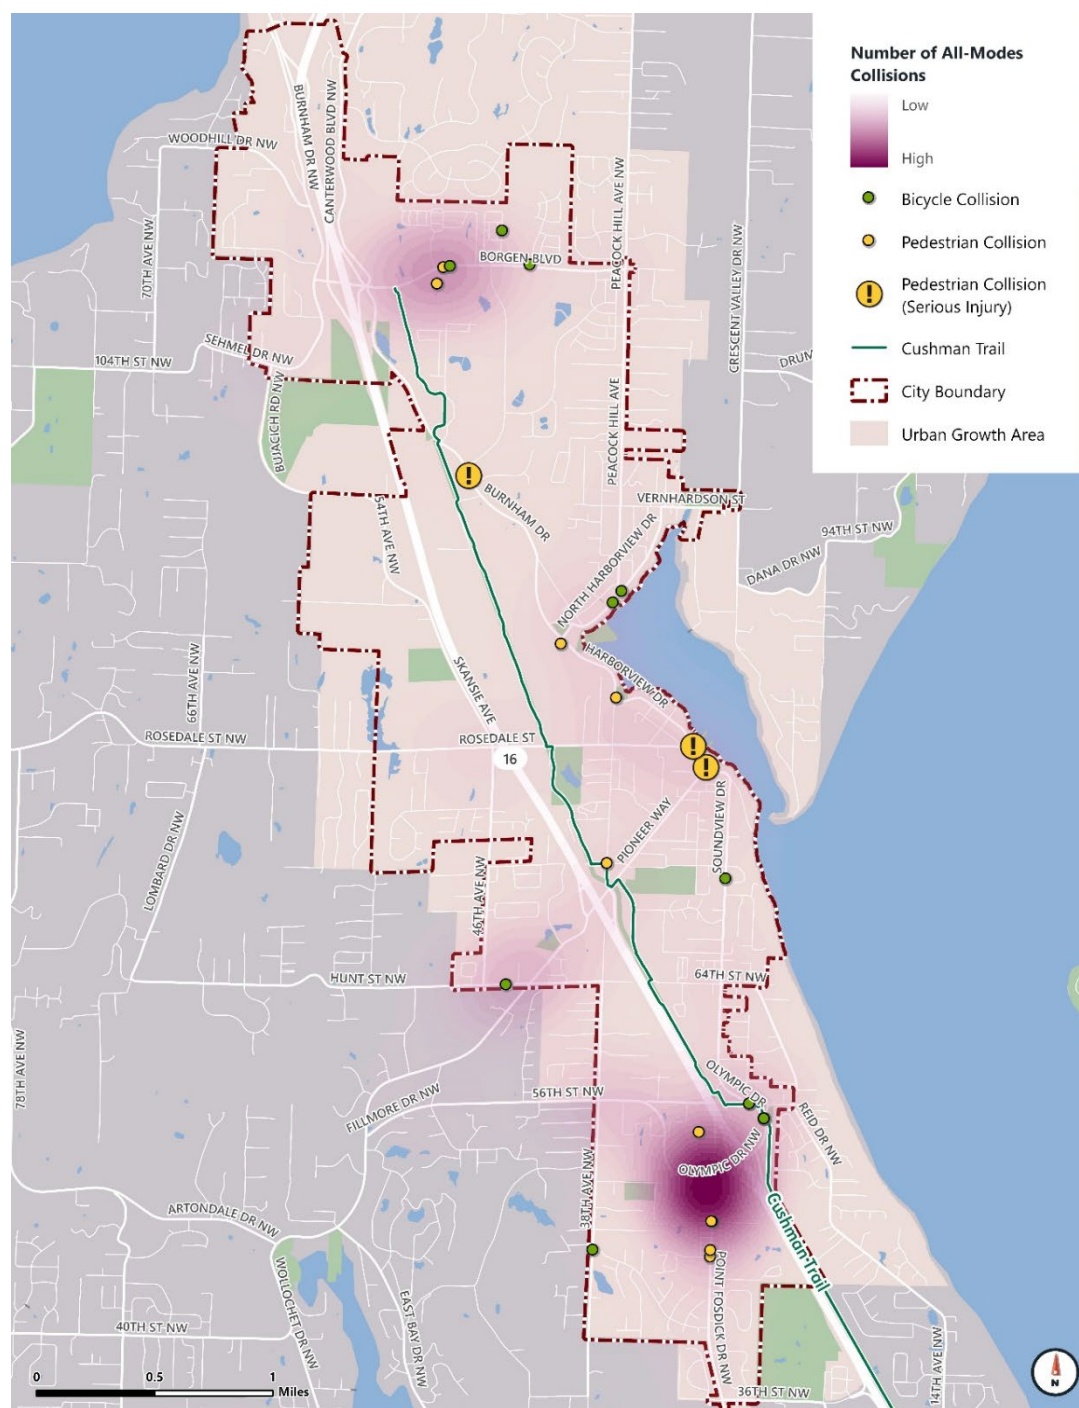 Number of All-Modes
Collisions
Low
High
Bicycle Collision
Pedestrian Collision
Pedestrian Collision
(Serious Injury)
Cushman Trail
City Boundary
Urban Growth Area
WOODHILL DR NW
BURNHAM DR NW
CANTERWOOD BLVD NW
70TH AVE NW
BORGEN BLVD
PEACOCK HILL AVE NW
CRESCENT VALLEY DR NW
104TH ST NW
SEHMEL DR NW
DRUM
BUJACICH RD NW
PEACOCK HILL AVE
!
BURNHAM DR
VERNHARDSON ST
54TH AVE NW
94TH ST NW
DANA DR NW
NORTH HARBORVIEW DR
HARBORVIEW DR
66TH AVE NW
SKANSIE AVE
ROSEDALE ST NW
ROSEDALE ST
16
!
!
LOMBARD DR NW
PIONEER WAY
SOUNDVIEW DR
46TH AVE NW
HUNT ST NW
64TH ST NW
78TH AVE NW
FILLMORE DR NW
56TH ST NW
OLYMPIC DR
REID DR NW
OLYMPIC DR NW
38TH AVE NW
ARTONDALE DR NW
Cushman Trail
WOLLOCHET DR NW
EAST BAY DR NW
POINT FOSDICK DR NW
40TH ST NW
36TH ST NW
14TH AVE NW
0 0.5 1
Miles
N